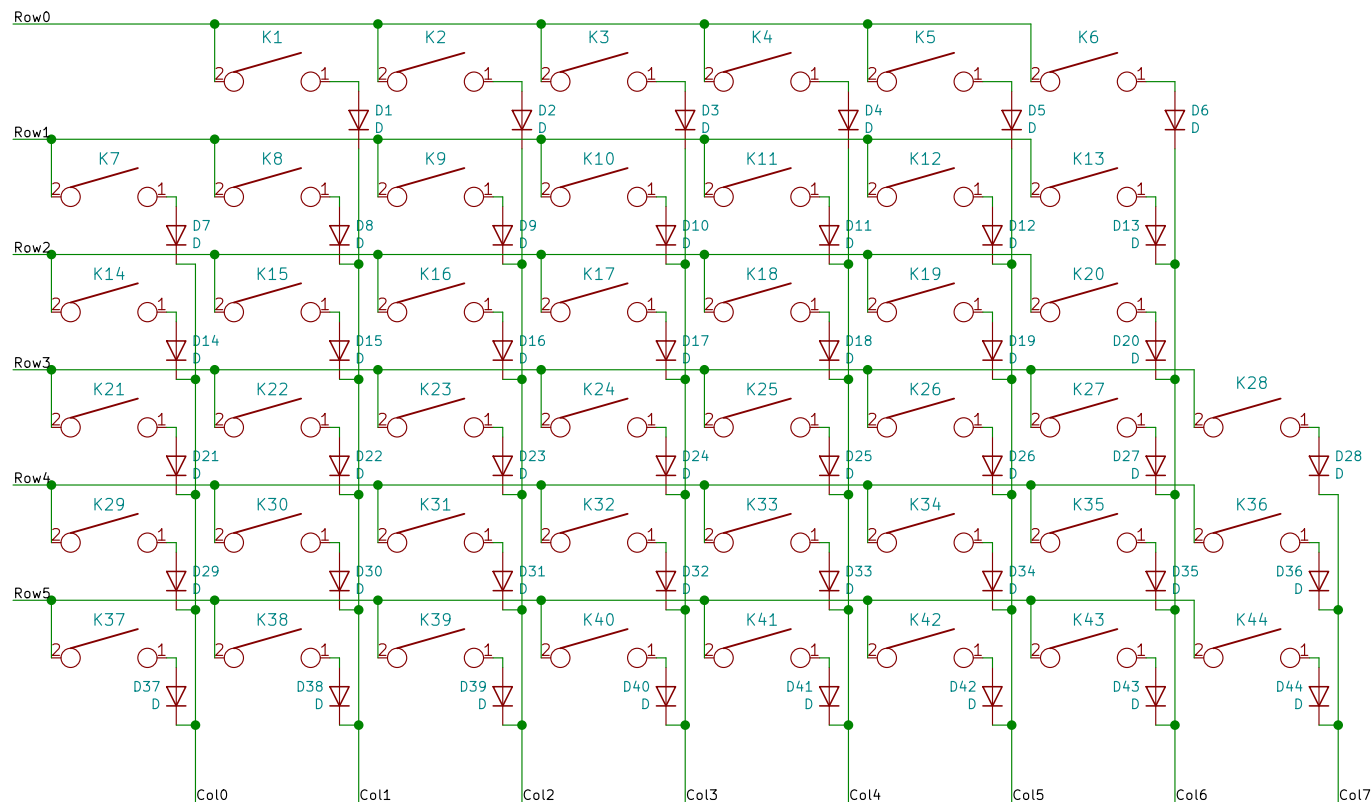 Row0
K1 K2 K3 K4 K5 K6
2 1 2 1 2 1 2 1 2 1 2 1
D1 D2 D3 D4 D5 D6
D D D D D D
Row1
K7 K8 K9 K10 K11 K12 K13
2 1 2 1 2 1 2 1 2 1 2 1 2 1
D7 D8 D9 D10 D11 D12 D13
D D D D D D D
Row2
K14 K15 K16 K17 K18 K19 K20
2 1 2 1 2 1 2 1 2 1 2 1 2 1
D14 D15 D16 D17 D18 D19 D20
D D D D D D D
Row3
K21 K22 K23 K24 K25 K26 K27 K28
2 1 2 1 2 1 2 1 2 1 2 1 2 1 2 1
D21 D22 D23 D24 D25 D26 D27 D28
D D D D D D D D
Row4
K29 K30 K31 K32 K33 K34 K35 K36
2 1 2 1 2 1 2 1 2 1 2 1 2 1 2 1
D29 D30 D31 D32 D33 D34 D35 D36
D D D D D D D D
Row5
K37 K38 K39 K40 K41 K42 K43 K44
2 1 2 1 2 1 2 1 2 1 2 1 2 1 2 1
D37 D38 D39 D40 D41 D42 D43 D44
D D D D D D D D
Col0 Col1 Col2 Col3 Col4 Col5 Col6 Col7